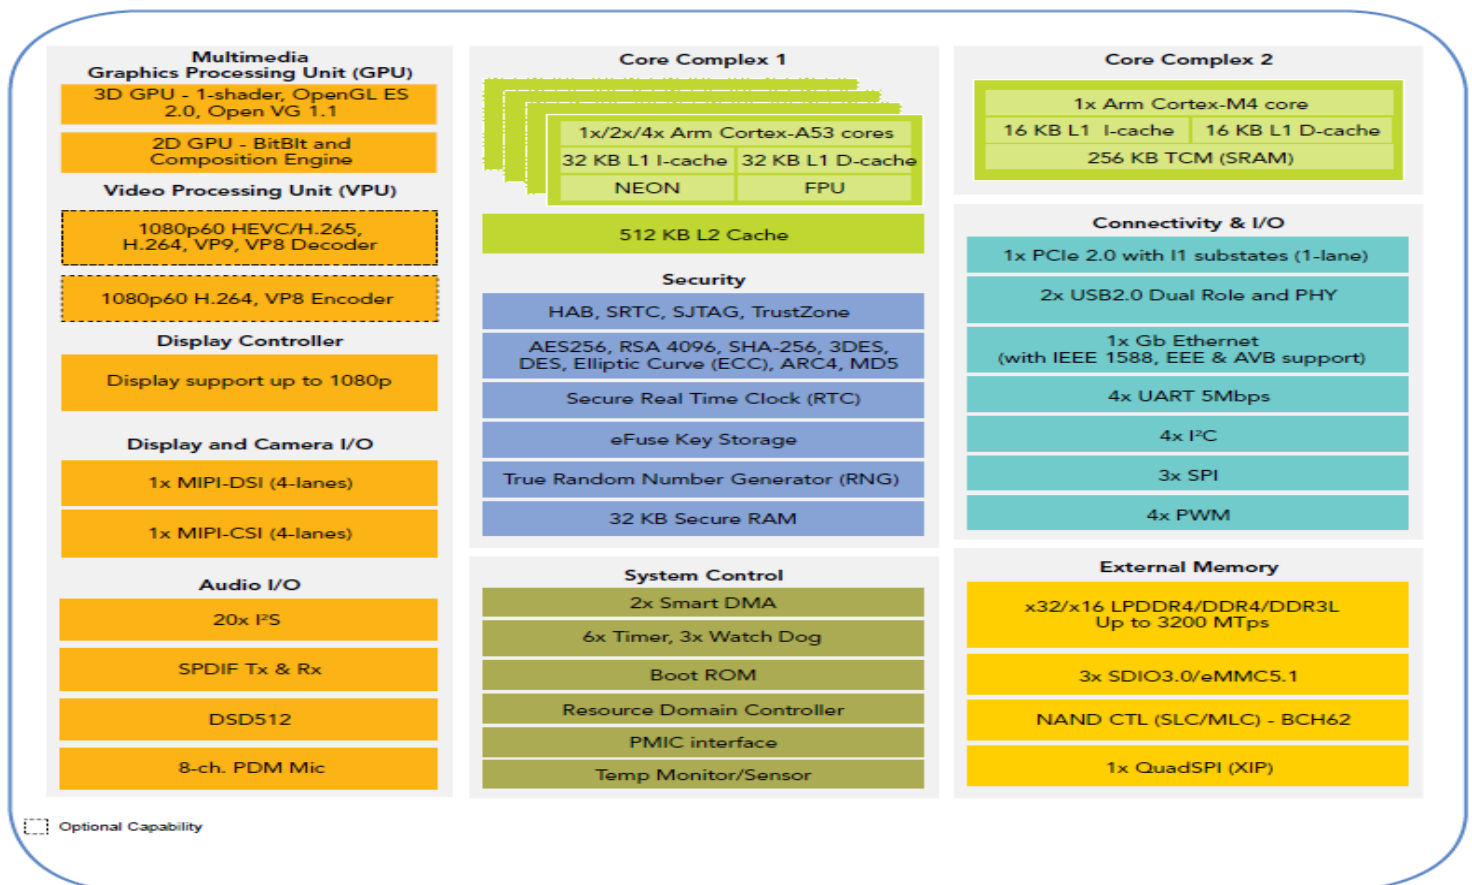 Multimedia
Graphics Processing Unit (GPU)
3D GPU - 1-shader, OpenGL ES
2.0, Open VG 1.1
2D GPU - BitBlt and
Composition Engine
Video Processing Unit (VPU)
1080p60 HEVC/H.265,
H.264, VP9, VP8 Decoder
1080p60 H.264, VP8 Encoder
Display Controller
Display support up to 1080p
Display and Camera I/O
1x MIPI-DSI (4-lanes)
1x MIPI-CSI (4-lanes)
Audio I/O
20x I²S
SPDIF Tx & Rx
DSD512
8-ch. PDM Mic
Core Complex 1
1x/2x/4x Arm Cortex-A53 cores
32 KB L1 I-cache
32 KB L1 D-cache
NEON
FPU
512 KB L2 Cache
Security
HAB, SRTC, SJTAG, TrustZone
AES256, RSA 4096, SHA-256, 3DES,
DES, Elliptic Curve (ECC), ARC4, MD5
Secure Real Time Clock (RTC)
eFuse Key Storage
True Random Number Generator (RNG)
32 KB Secure RAM
System Control
2x Smart DMA
6x Timer, 3x Watch Dog
Boot ROM
Resource Domain Controller
PMIC interface
Temp Monitor/Sensor
Core Complex 2
1x Arm Cortex-M4 core
16 KB L1 I-cache
16 KB L1 D-cache
256 KB TCM (SRAM)
Connectivity & I/O
1x PCIe 2.0 with l1 substates (1-lane)
2x USB2.0 Dual Role and PHY
1x Gb Ethernet
(with IEEE 1588, EEE & AVB support)
4x UART 5Mbps
4x I²C
3x SPI
4x PWM
External Memory
x32/x16 LPDDR4/DDR4/DDR3L
Up to 3200 MTps
3x SDIO3.0/eMMC5.1
NAND CTL (SLC/MLC) - BCH62
1x QuadSPI (XIP)
Optional Capability